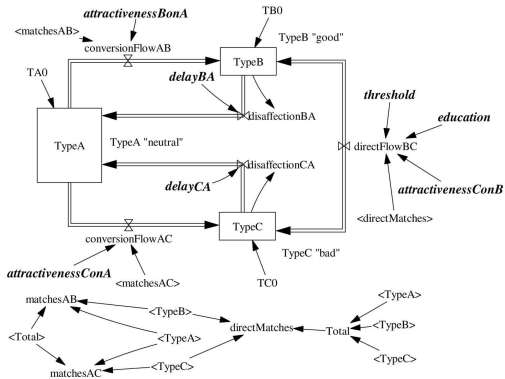 attractivenessBonA
<matchesAB>
conversionFlowAB
TB0
TypeB
TypeB "good"
TA0
delayBA
disaffectionBA
threshold
education
TypeA
TypeA "neutral"
directFlowBC
disaffectionCA
delayCA
attractivenessConB
<directMatches>
TypeC
conversionFlowAC
TypeC "bad"
attractivenessConA
<matchesAC>
TC0
matchesAB
<TypeB>
<TypeA>
<Total>
<TypeA>
directMatches
Total
<TypeB>
<TypeC>
<TypeC>
matchesAC